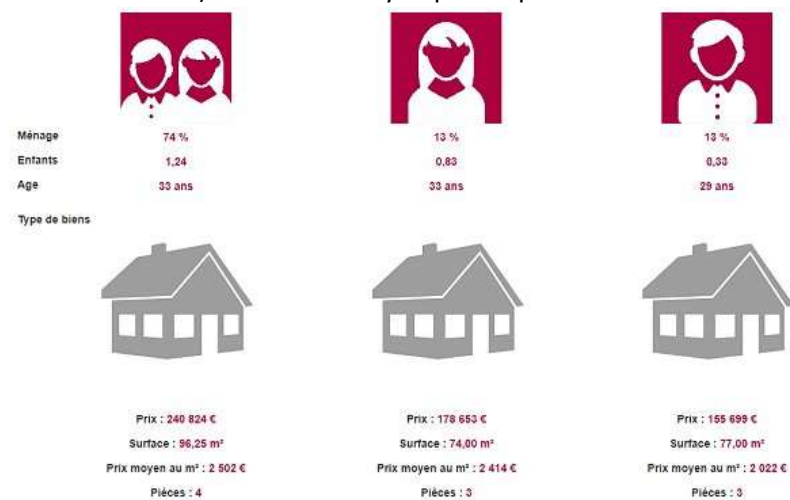 Ménage 74 % 13 % 13 %
Enfants 1,24 0,83 0,33
Age 33 ans 33 ans 29 ans
Type de biens
Prix : 240 824 € Prix : 178 653 € Prix : 155 699 €
Surface : 96,25 m² Surface : 74,00 m² Surface : 77,00 m²
Prix moyen au m² : 2 502 € Prix moyen au m² : 2 414 € Prix moyen au m² : 2 022 €
Pièces : 4 Pièces : 3 Pièces : 3